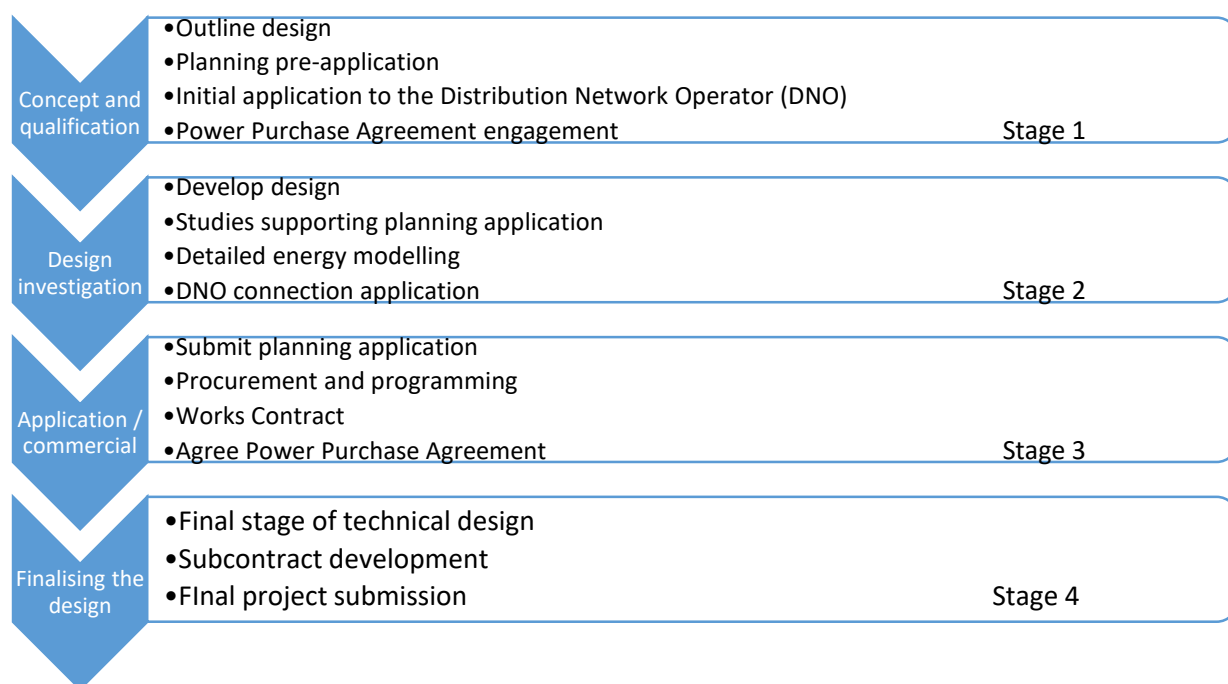 Concept and
qualification
•Outline design
•Planning pre-application
•Initial application to the Distribution Network Operator (DNO)
•Power Purchase Agreement engagement Stage 1
Design
investigation
•Develop design
•Studies supporting planning application
•Detailed energy modelling
•DNO connection application Stage 2
Application /
commercial
•Submit planning application
•Procurement and programming
•Works Contract
•Agree Power Purchase Agreement Stage 3
Finalising the
design
•Final stage of technical design
•Subcontract development
•FInal project submission Stage 4